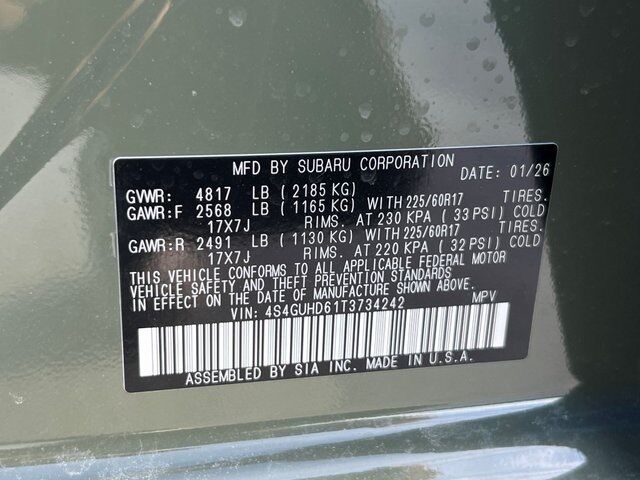 MFD BY SUBARU CORPORATION DATE: 01/26
GVWR: 4817 LB (2185 KG)
GAWR:F 2568 LB (1165 KG) WITH 225/60R17 TIRES.
17X7J RIMS. AT 230 KPA (33 PSI) COLD
GAWR:R 2491 LB (1130 KG) WITH 225/60R17 TIRES.
17X7J RIMS. AT 220 KPA (32 PSI) COLD
THIS VEHICLE CONFORMS TO ALL APPLICABLE FEDERAL MOTOR
VEHICLE SAFETY AND THEFT PREVENTION STANDARDS
IN EFFECT ON THE DATE OF MANUFACTURE SHOWN ABOVE.
VIN: 4S4GUHD61T3734242 MPV
ASSEMBLED BY SIA INC. MADE IN U.S.A.